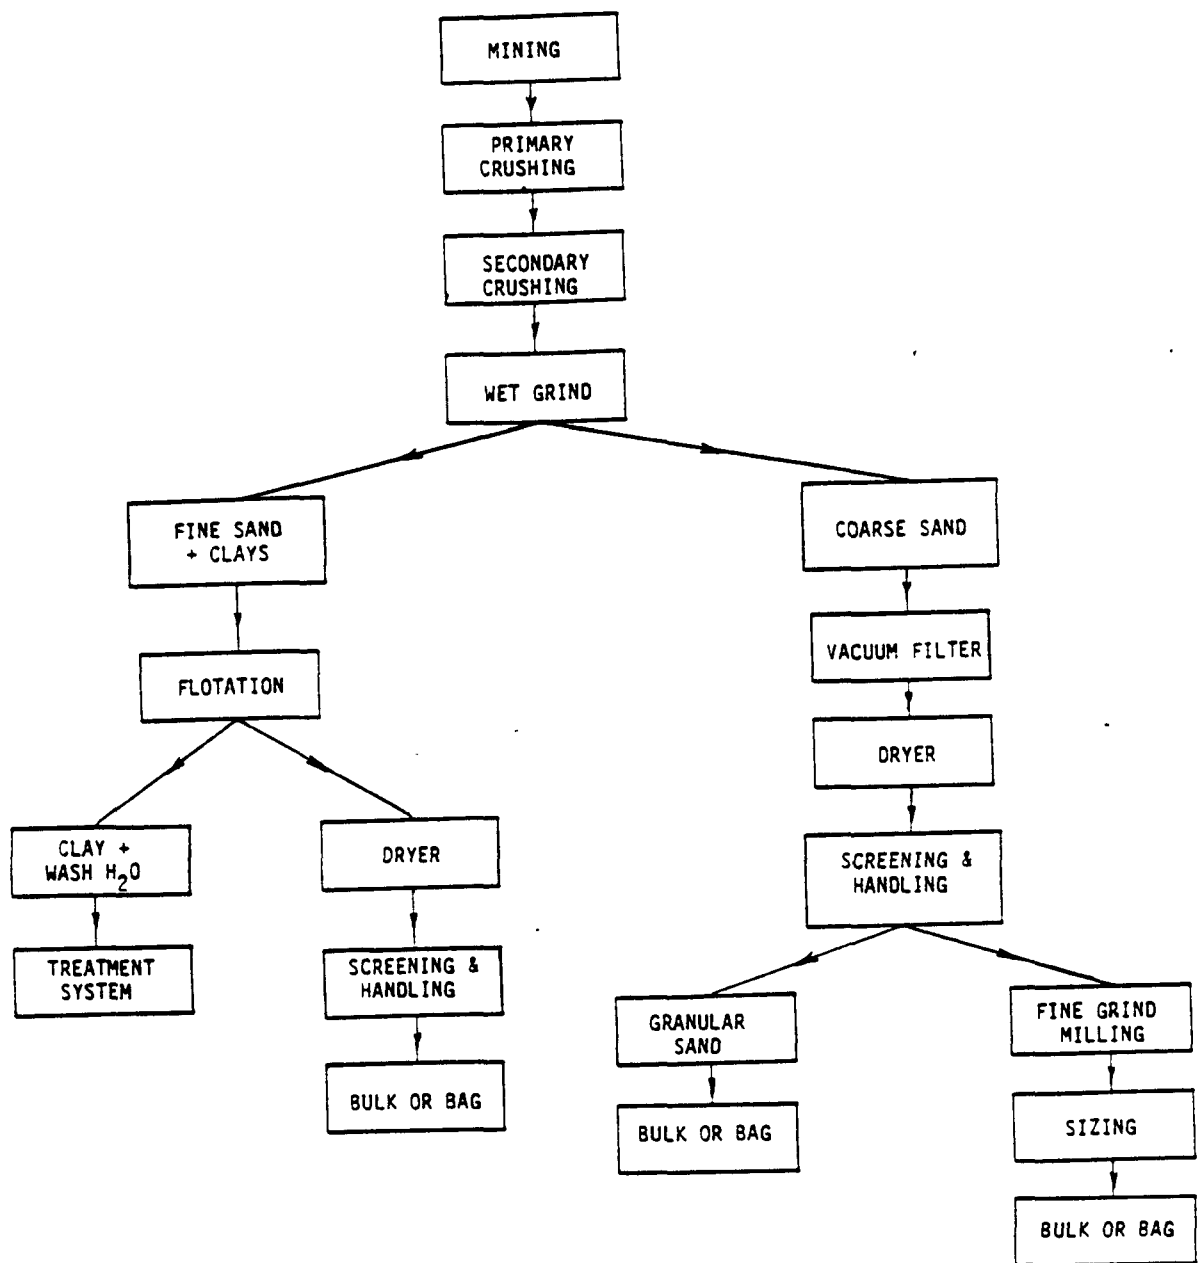 MINING
PRIMARY
CRUSHING
SECONDARY
CRUSHING
WET GRIND
FINE SAND
+ CLAYS
COARSE SAND
FLOTATION
VACUUM FILTER
DRYER
CLAY +
WASH H₂O
DRYER
SCREENING &
HANDLING
TREATMENT
SYSTEM
SCREENING &
HANDLING
GRANULAR
SAND
FINE GRIND
MILLING
BULK OR BAG
BULK OR BAG
SIZING
BULK OR BAG